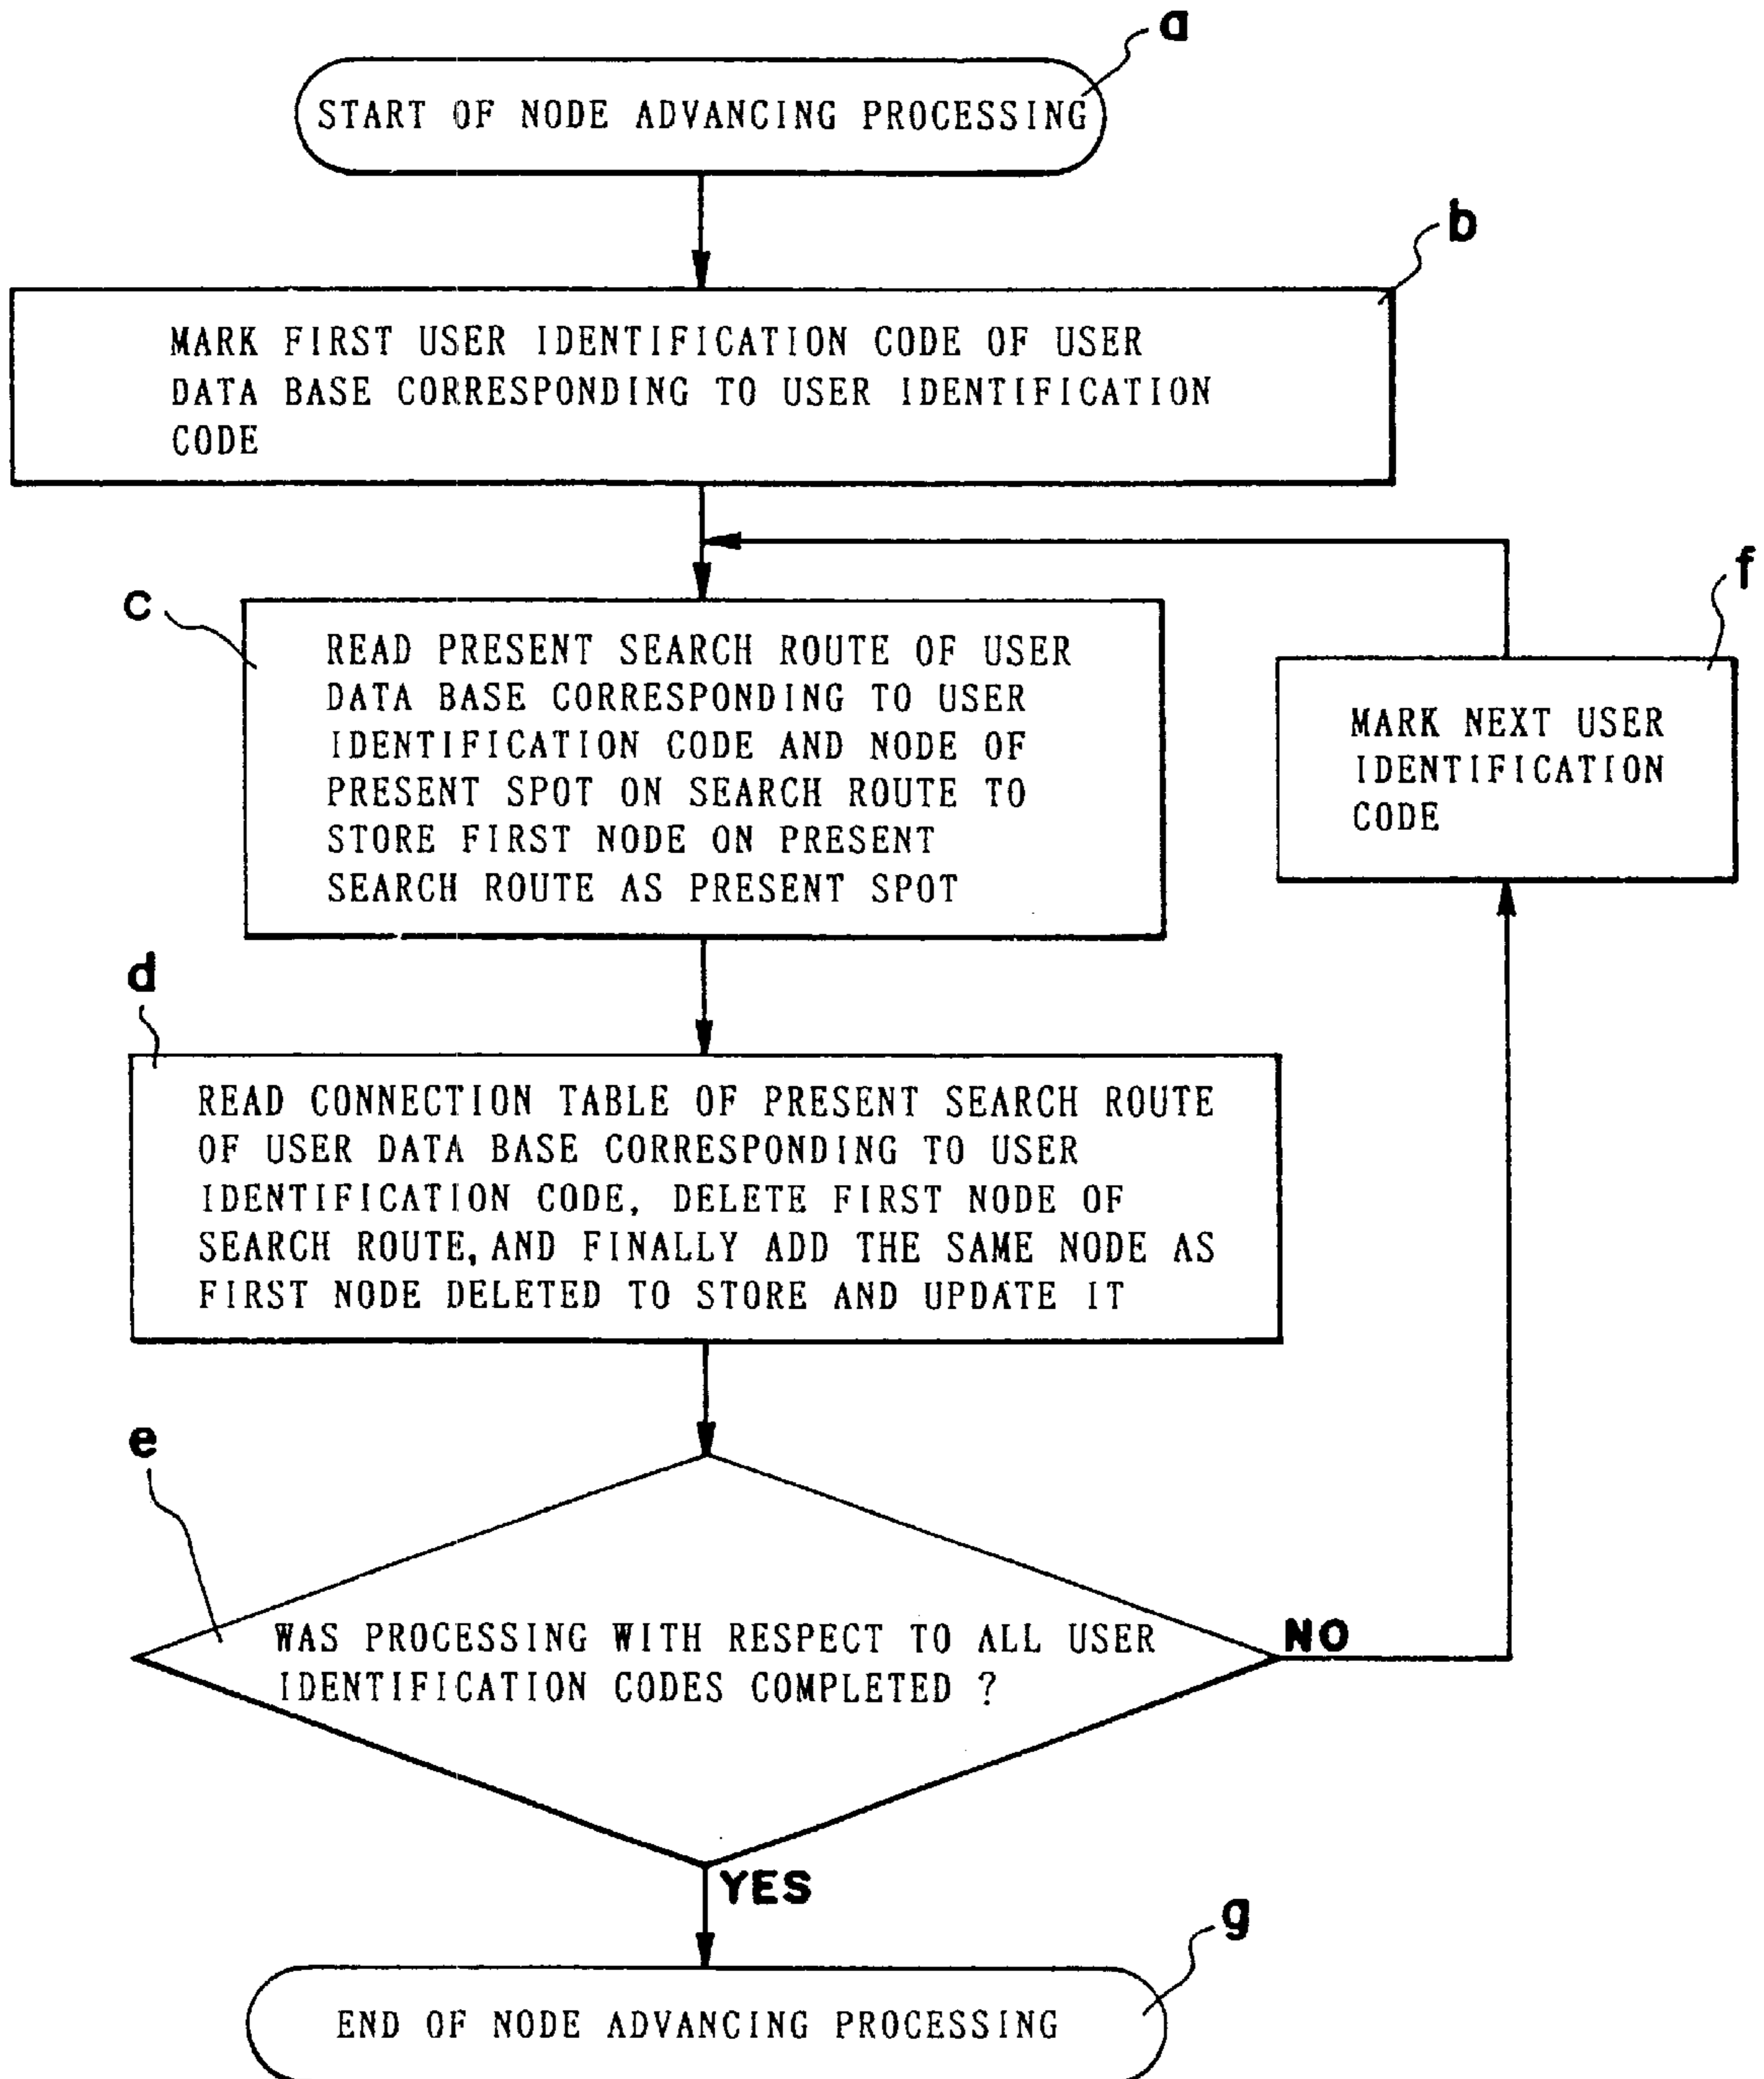 a
START OF NODE ADVANCING PROCESSING
b
MARK FIRST USER IDENTIFICATION CODE OF USER
DATA BASE CORRESPONDING TO USER IDENTIFICATION
CODE
c
READ PRESENT SEARCH ROUTE OF USER
DATA BASE CORRESPONDING TO USER
IDENTIFICATION CODE AND NODE OF
PRESENT SPOT ON SEARCH ROUTE TO
STORE FIRST NODE ON PRESENT
SEARCH ROUTE AS PRESENT SPOT
f
MARK NEXT USER
IDENTIFICATION
CODE
d
READ CONNECTION TABLE OF PRESENT SEARCH ROUTE
OF USER DATA BASE CORRESPONDING TO USER
IDENTIFICATION CODE, DELETE FIRST NODE OF
SEARCH ROUTE, AND FINALLY ADD THE SAME NODE AS
FIRST NODE DELETED TO STORE AND UPDATE IT
e
WAS PROCESSING WITH RESPECT TO ALL USER
IDENTIFICATION CODES COMPLETED ?
NO
YES
g
END OF NODE ADVANCING PROCESSING